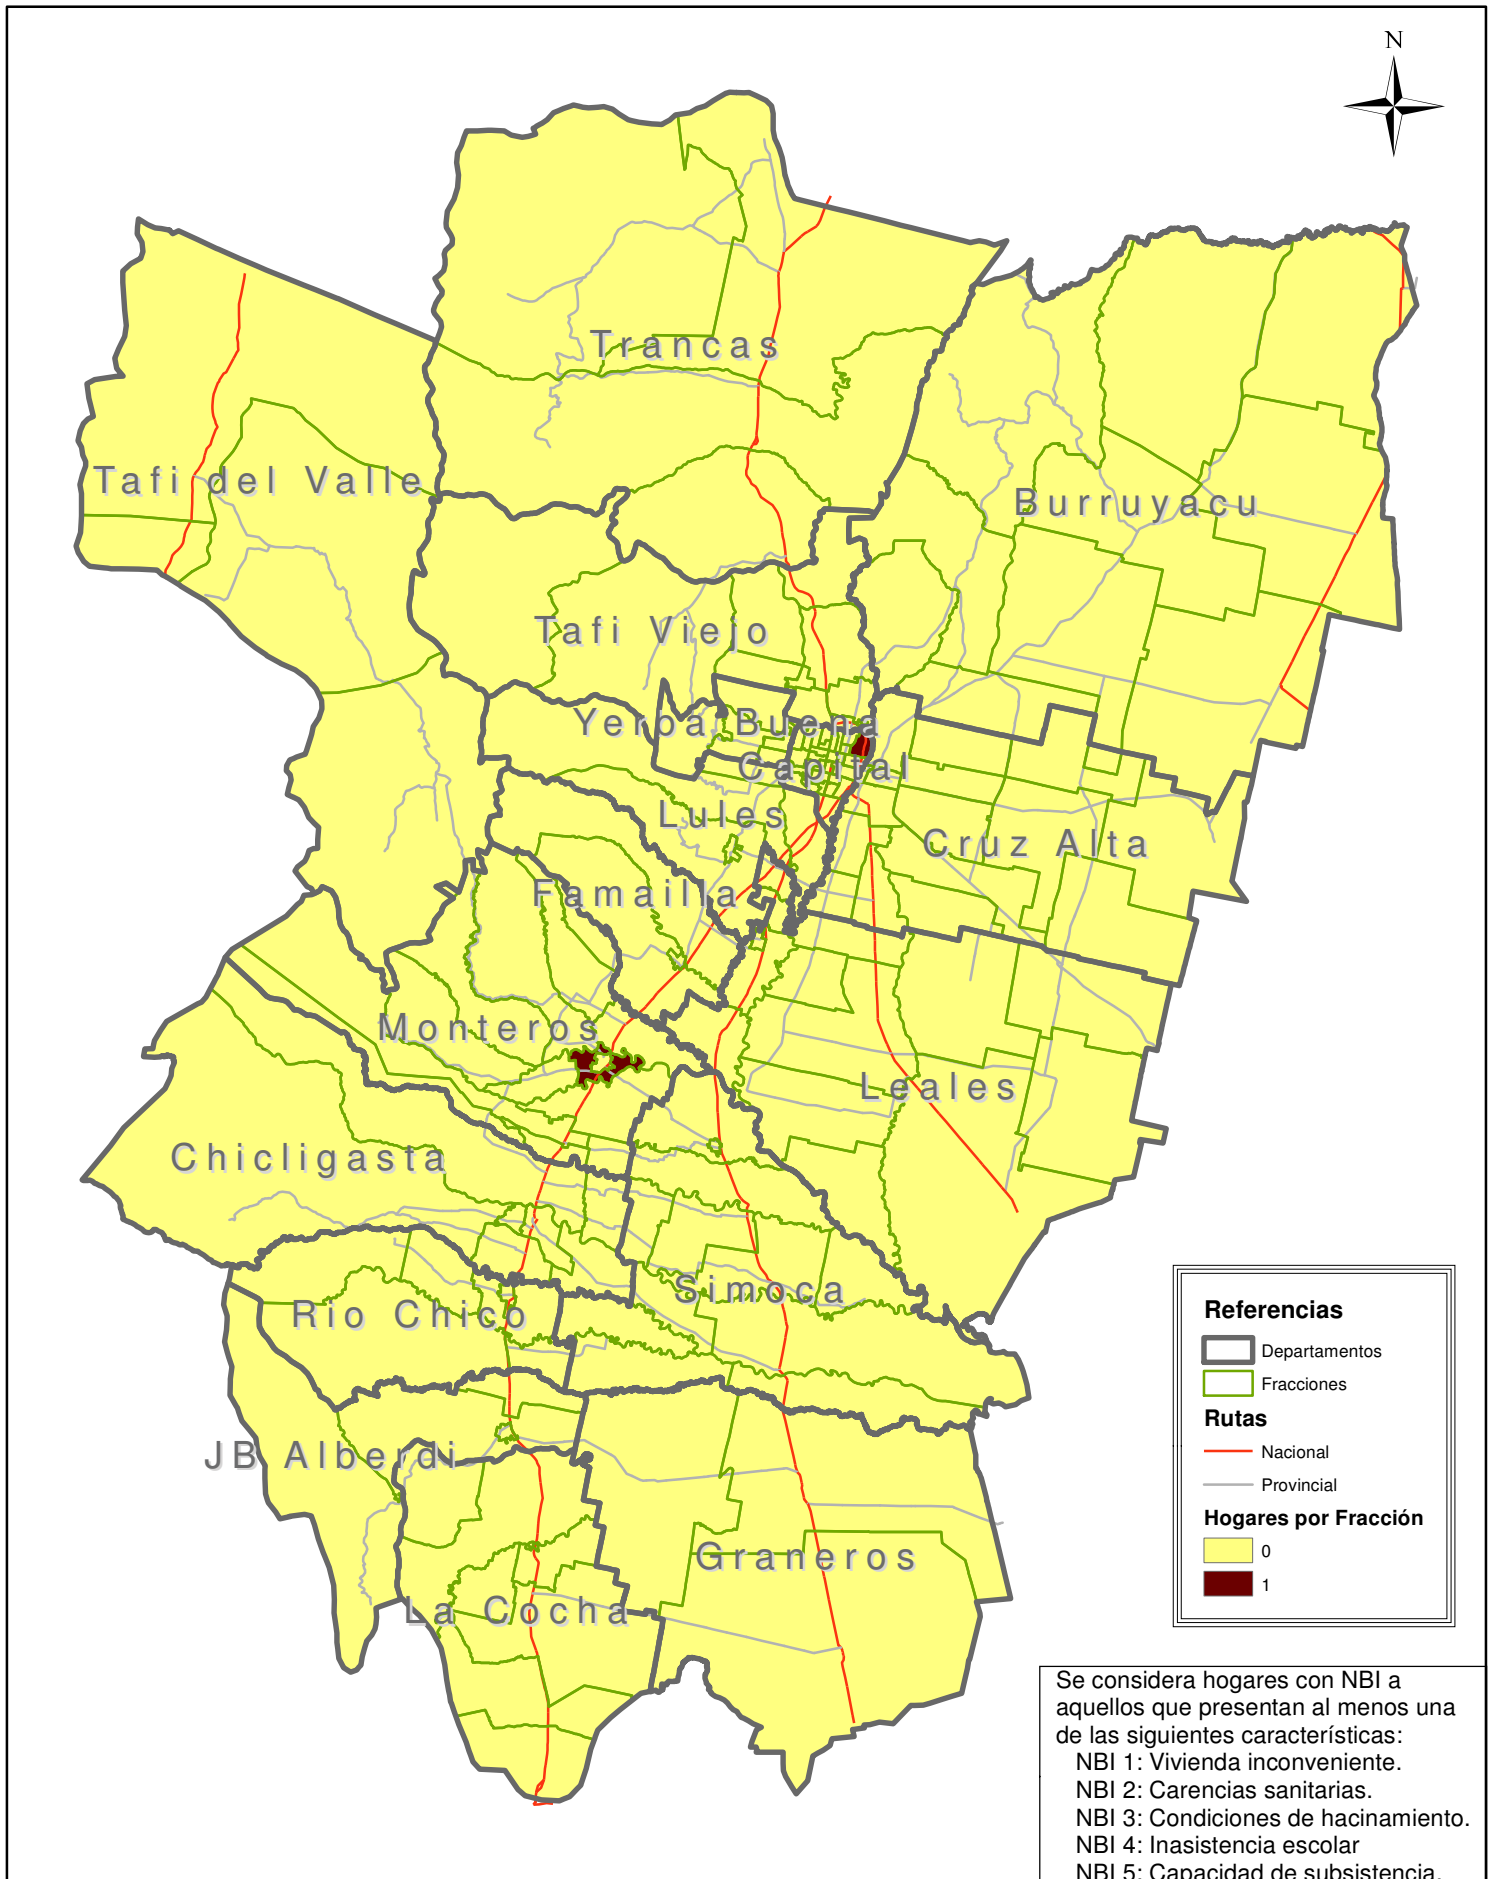 N
Trancas
Tafi del Valle
Burruyacu
Tafi Viejo
Yerba Buena
Capital
Lules
Cruz Alta
Famailla
Monteros
Leales
Chicligasta
Simoca
Rio Chico
JB Alberdi
Graneros
La Cocha
Referencias
Departamentos
Fracciones
Rutas
Nacional
Provincial
Hogares por Fracción
0
1
Se considera hogares con NBI a
aquellos que presentan al menos una
de las siguientes características:
NBI 1: Vivienda inconveniente.
NBI 2: Carencias sanitarias.
NBI 3: Condiciones de hacinamiento.
NBI 4: Inasistencia escolar
NBI 5: Capacidad de subsistencia.